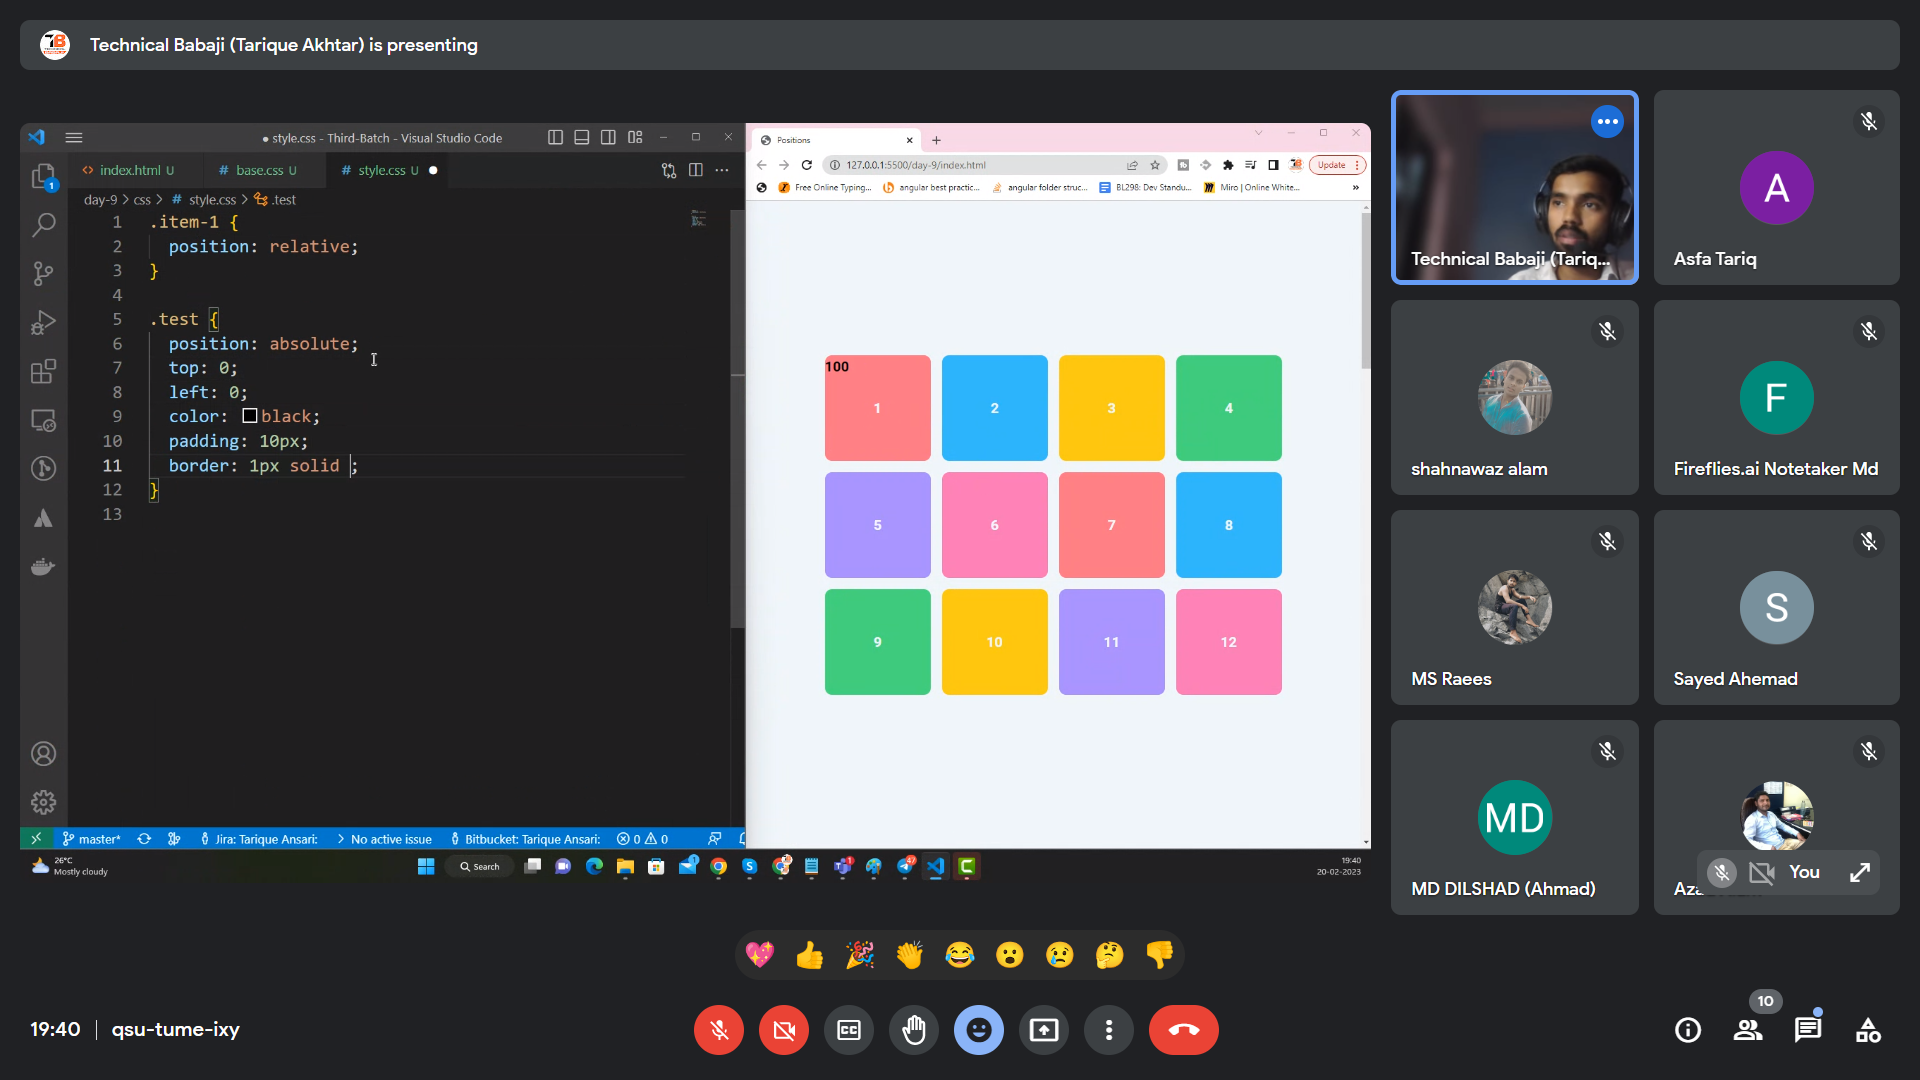 Technical Babaji (Tarique Akhtar) is presenting
style.css - Third-Batch - Visual Studio Code
index.html U
# base.css U
# style.css U
day-9 > css > # style.css > .test
1 .item-1 {
2 position: relative;
3 }
4
5 .test {
6 position: absolute;
7 top: 0;
8 left: 0;
9 color: black;
10 padding: 10px;
11 border: 1px solid ;
12 }
13
1
master*
Jira: Tarique Ansari:
No active issue
Bitbucket: Tarique Ansari:
0 0
Positions
127.0.0.1:5500/day-9/index.html
Update
Free Online Typing...
angular best practic...
angular folder struc...
BL298: Dev Standu...
Miro | Online White...
»
100
1
2
3
4
5
6
7
8
9
10
11
12
26°C
Mostly cloudy
Search
19:40
20-02-2023
Technical Babaji (Tariq...
A
Asfa Tariq
shahnawaz alam
F
Fireflies.ai Notetaker Md
MS Raees
S
Sayed Ahemad
MD
MD DILSHAD (Ahmad)
You
19:40
qsu-tume-ixy
CC
10